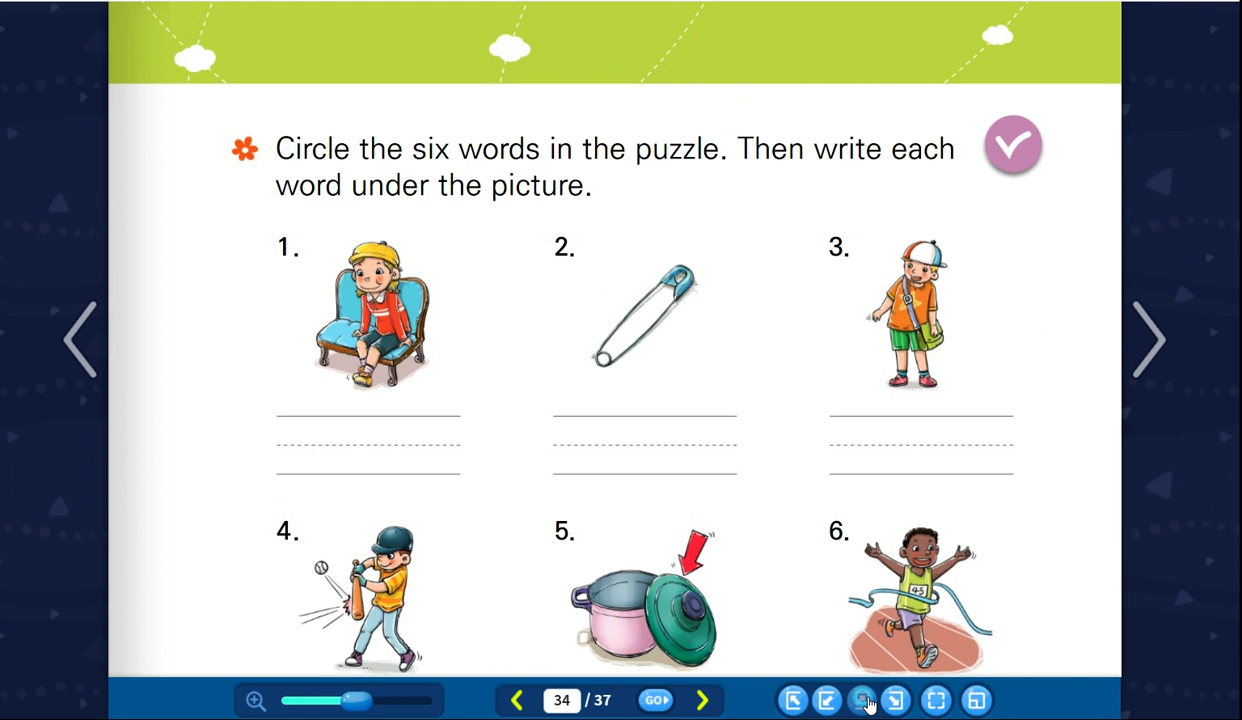 Circle the six words in the puzzle. Then write each
word under the picture.
1.
2.
3.
4.
5.
6.
45
34 / 37
GO